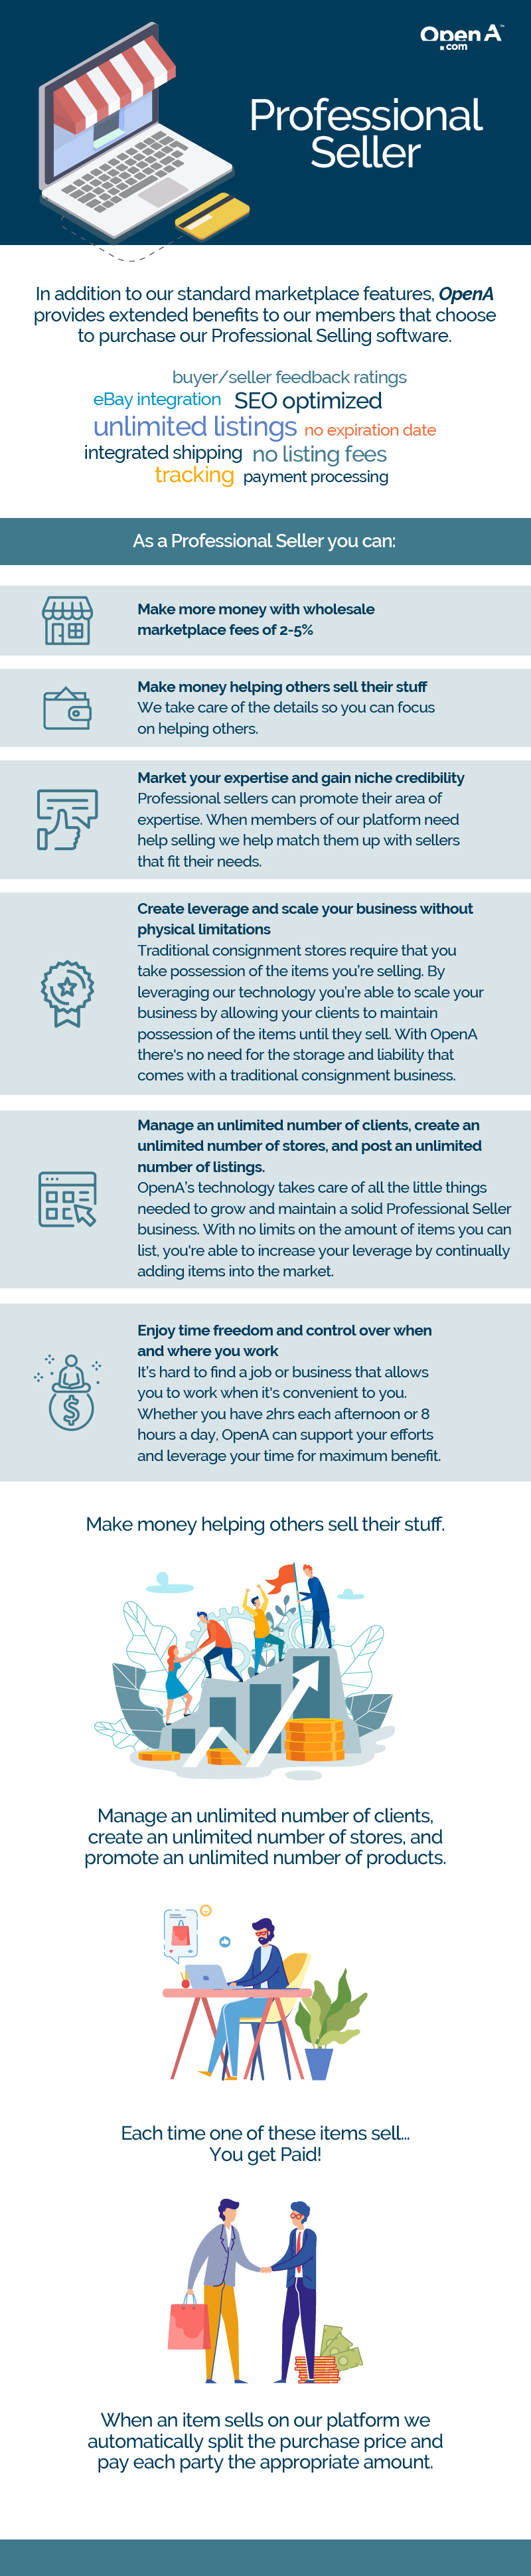 Open A™
.com
Professional
Seller
In addition to our standard marketplace features, OpenA
provides extended benefits to our members that choose
to purchase our Professional Selling software.
buyer/seller feedback ratings
eBay integration SEO optimized
unlimited listings no expiration date
integrated shipping no listing fees
tracking payment processing
As a Professional Seller you can:
Make more money with wholesale
marketplace fees of 2-5%
Make money helping others sell their stuff
We take care of the details so you can focus
on helping others.
Market your expertise and gain niche credibility
Professional sellers can promote their area of
expertise. When members of our platform need
help selling we help match them up with sellers
that fit their needs.
Create leverage and scale your business without
physical limitations
Traditional consignment stores require that you
take possession of the items you're selling. By
leveraging our technology you're able to scale your
business by allowing your clients to maintain
possession of the items until they sell. With OpenA
there's no need for the storage and liability that
comes with a traditional consignment business.
Manage an unlimited number of clients, create an
unlimited number of stores, and post an unlimited
number of listings.
OpenA's technology takes care of all the little things
needed to grow and maintain a solid Professional Seller
business. With no limits on the amount of items you can
list, you're able to increase your leverage by continually
adding items into the market.
Enjoy time freedom and control over when
and where you work
It's hard to find a job or business that allows
you to work when it's convenient to you.
Whether you have 2hrs each afternoon or 8
hours a day, OpenA can support your efforts
and leverage your time for maximum benefit.
$
Make money helping others sell their stuff.
Manage an unlimited number of clients,
create an unlimited number of stores, and
promote an unlimited number of products.
Each time one of these items sell...
You get Paid!
When an item sells on our platform we
automatically split the purchase price and
pay each party the appropriate amount.